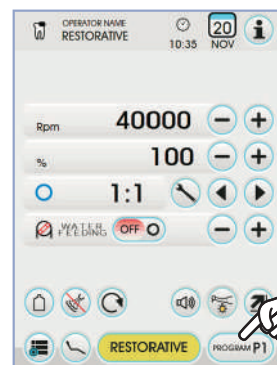 OPERATOR NAME
RESTORATIVE
10:35
20
NOV
i
Rpm 40000 - +
% 100 - +
1:1
WATER
FEEDING OFF O - +
RESTORATIVE
PROGRAM P1